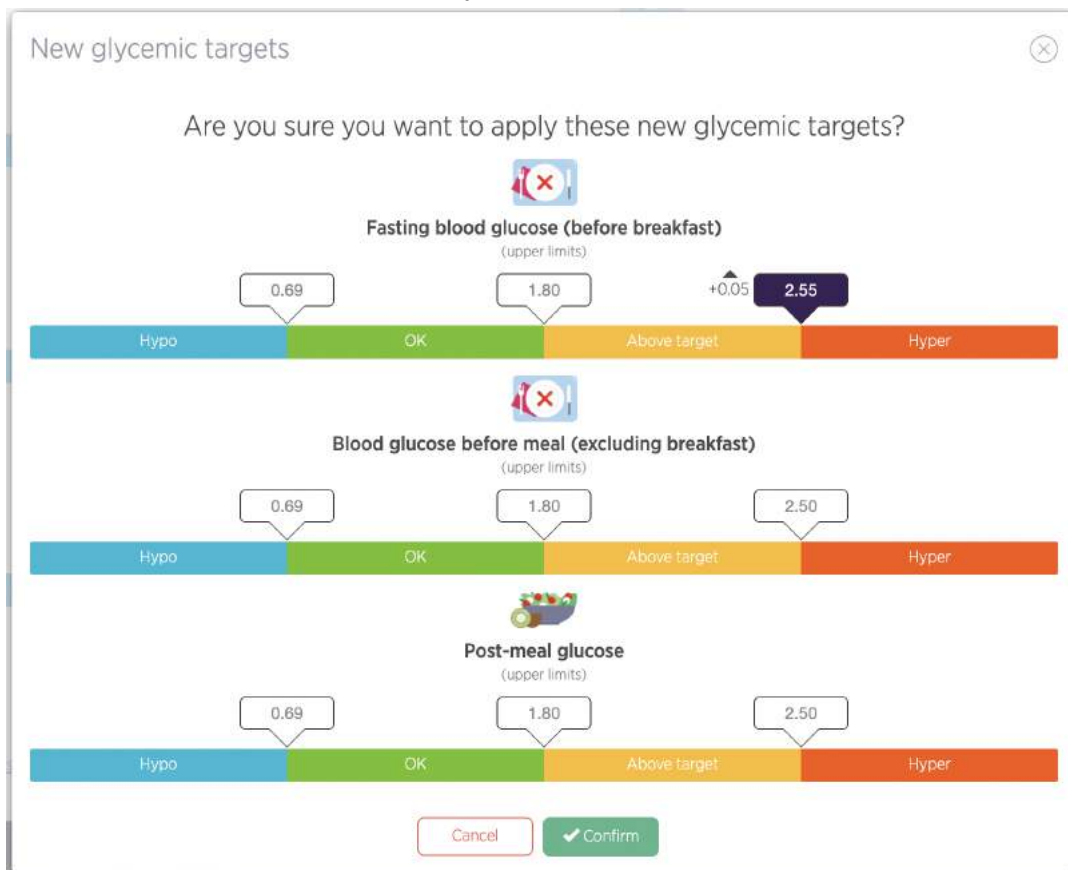 New glycemic targets
Are you sure you want to apply these new glycemic targets?
Fasting blood glucose (before breakfast)
(upper limits)
0.69 1.80 +0.05 2.55
Hypo OK Above target Hyper
Blood glucose before meal (excluding breakfast)
(upper limits)
0.69 1.80 2.50
Hypo OK Above target Hyper
Post-meal glucose
(upper limits)
0.69 1.80 2.50
Hypo OK Above target Hyper
Cancel Confirm